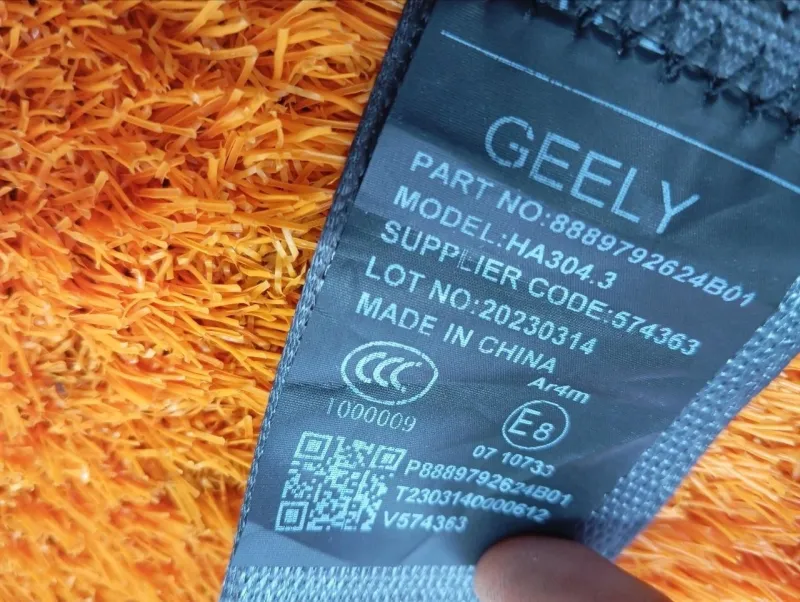 GEELY
PART NO:8889792624B01
MODEL:HA304.3
SUPPLIER CODE:574363
LOT NO:20230314
MADE IN CHINA
CCC
1000009
Ar4m
E8
07 10733
P8889792624B01
T2303140000612
V574363